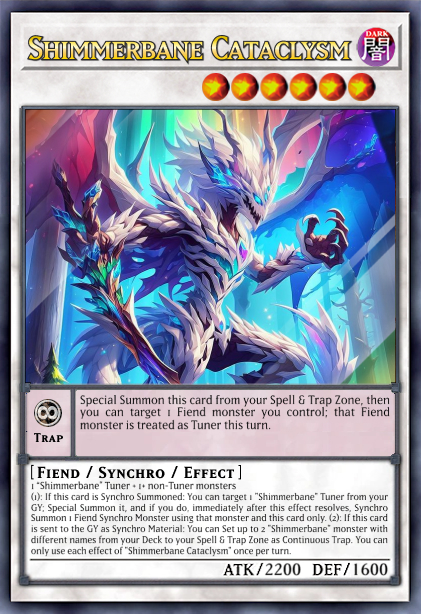 Shimmerbane Cataclysm
DARK
闇
Special Summon this card from your Spell & Trap Zone, then
you can target 1 Fiend monster you control; that Fiend
monster is treated as Tuner this turn.
Trap
[ Fiend / Synchro / Effect ]
1 "Shimmerbane" Tuner + 1+ non-Tuner monsters
(1): If this card is Synchro Summoned: You can target 1 "Shimmerbane" Tuner from your
GY; Special Summon it, and if you do, immediately after this effect resolves, Synchro
Summon 1 Fiend Synchro Monster using that monster and this card only. (2): If this card
is sent to the GY as Synchro Material: You can Set up to 2 "Shimmerbane" monster with
different names from your Deck to your Spell & Trap Zone as Continuous Trap. You can
only use each effect of "Shimmerbane Cataclysm" once per turn.
ATK/2200 DEF/1600